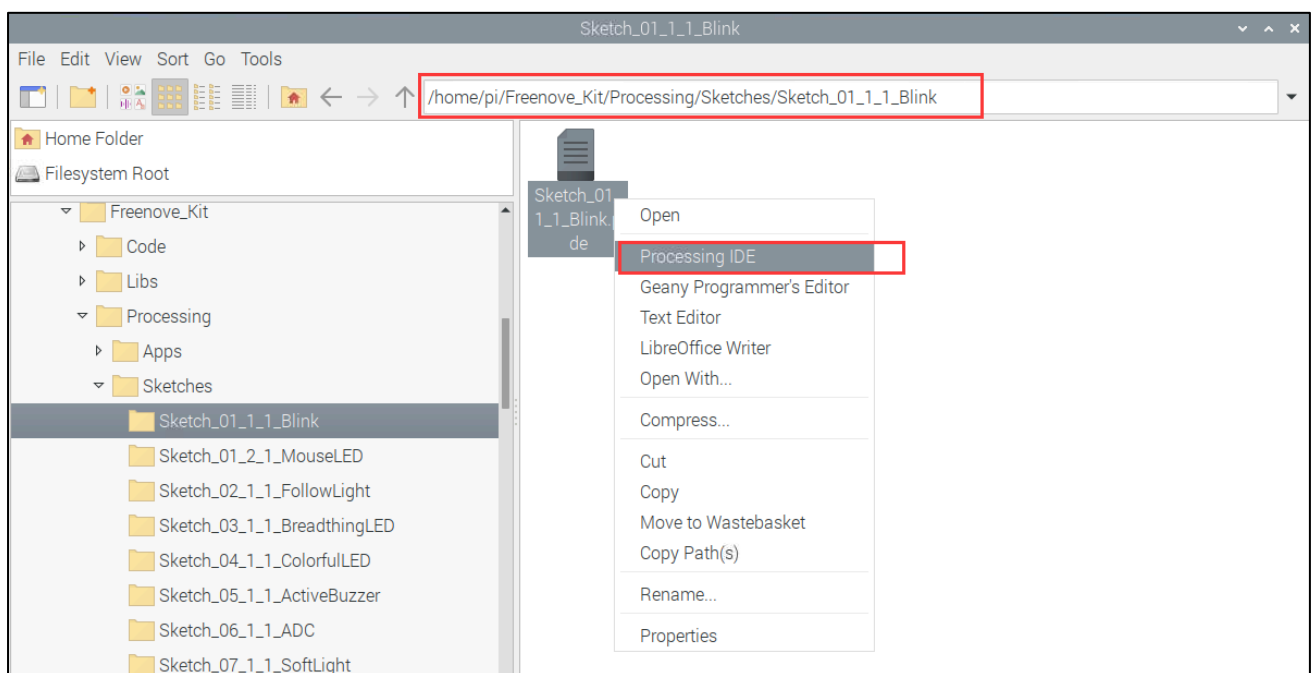 Sketch_01_1_1_Blink
File Edit View Sort Go Tools
/home/pi/Freenove_Kit/Processing/Sketches/Sketch_01_1_1_Blink
Home Folder
Filesystem Root
Freenove_Kit
Code
Libs
Processing
Apps
Sketches
Sketch_01_1_1_Blink
Sketch_01_2_1_MouseLED
Sketch_02_1_1_FollowLight
Sketch_03_1_1_BreadthingLED
Sketch_04_1_1_ColorfulLED
Sketch_05_1_1_ActiveBuzzer
Sketch_06_1_1_ADC
Sketch_07_1_1_SoftLight
Sketch_01_
1_1_Blink.p
de
Open
Processing IDE
Geany Programmer's Editor
Text Editor
LibreOffice Writer
Open With...
Compress...
Cut
Copy
Move to Wastebasket
Copy Path(s)
Rename...
Properties